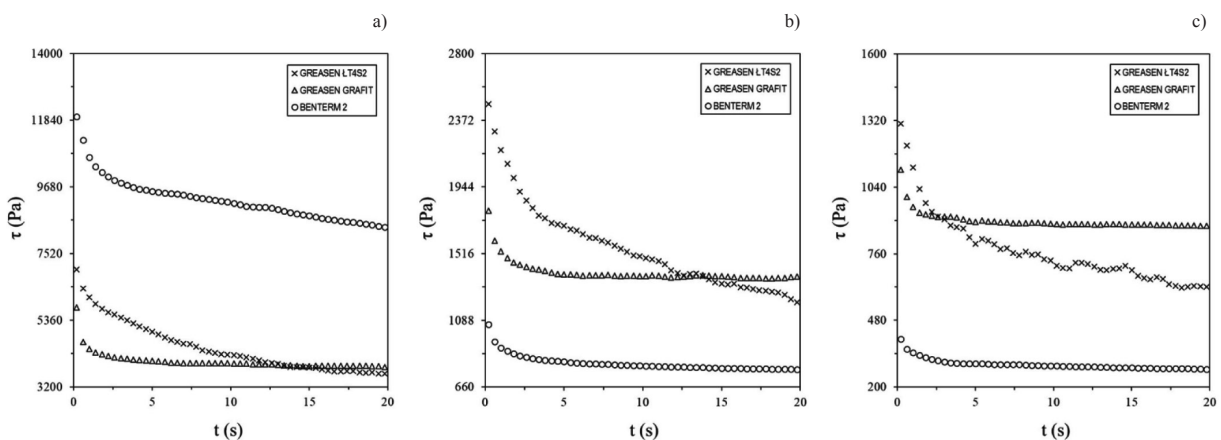 a)
14000
11840
9680
7520
5360
3200
τ (Pa)
0
5
10
15
20
t (s)
GREASEN ŁT4S2
GREASEN GRAFIT
BENTERM 2
b)
2800
2372
1944
1516
1088
660
τ (Pa)
0
5
10
15
20
t (s)
GREASEN ŁT4S2
GREASEN GRAFIT
BENTERM 2
c)
1600
1320
1040
760
480
200
τ (Pa)
0
5
10
15
20
t (s)
GREASEN ŁT4S2
GREASEN GRAFIT
BENTERM 2